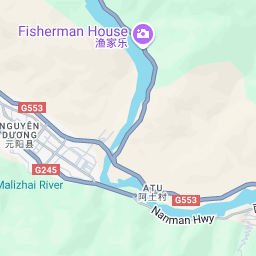 Fisherman House
渔家乐
G553
NGUYÊN
DƯƠNG
元阳县
G245
Malizhai River
ATU
阿土村
G553
Nanman Hwy